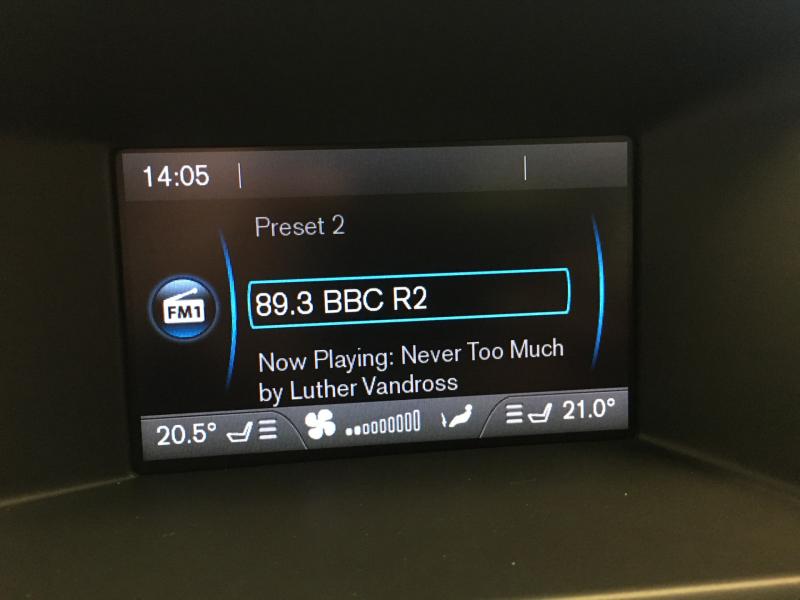 14:05
Preset 2
FM1
89.3 BBC R2
Now Playing: Never Too Much
by Luther Vandross
20.5°
21.0°